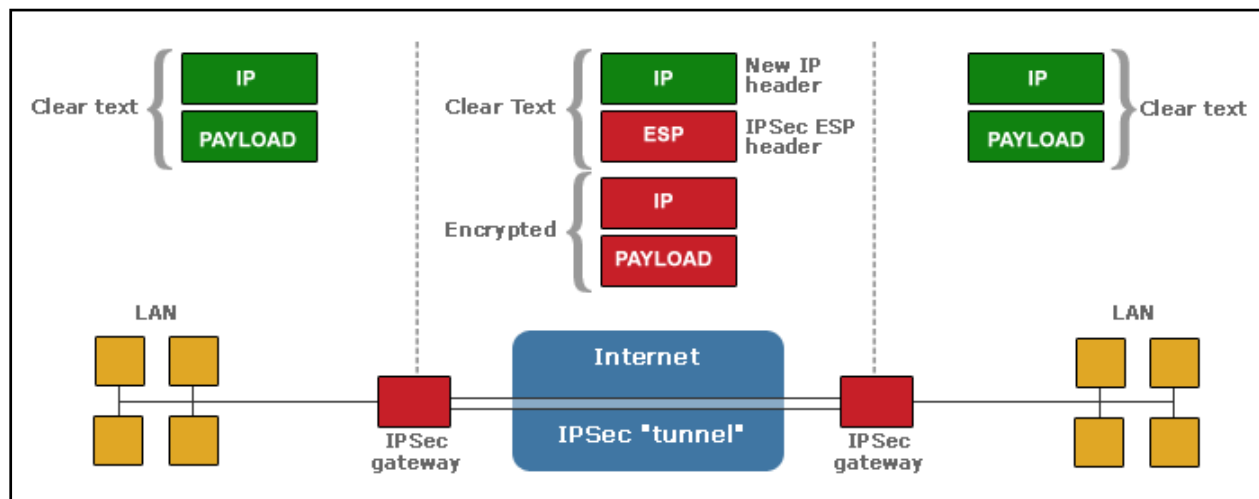 IP
PAYLOAD
Clear text
Clear Text
IP
New IP
header
ESP
IPSec ESP
header
Encrypted
IP
PAYLOAD
IP
PAYLOAD
Clear text
LAN
LAN
Internet
IPSec "tunnel"
IPSec
gateway
IPSec
gateway